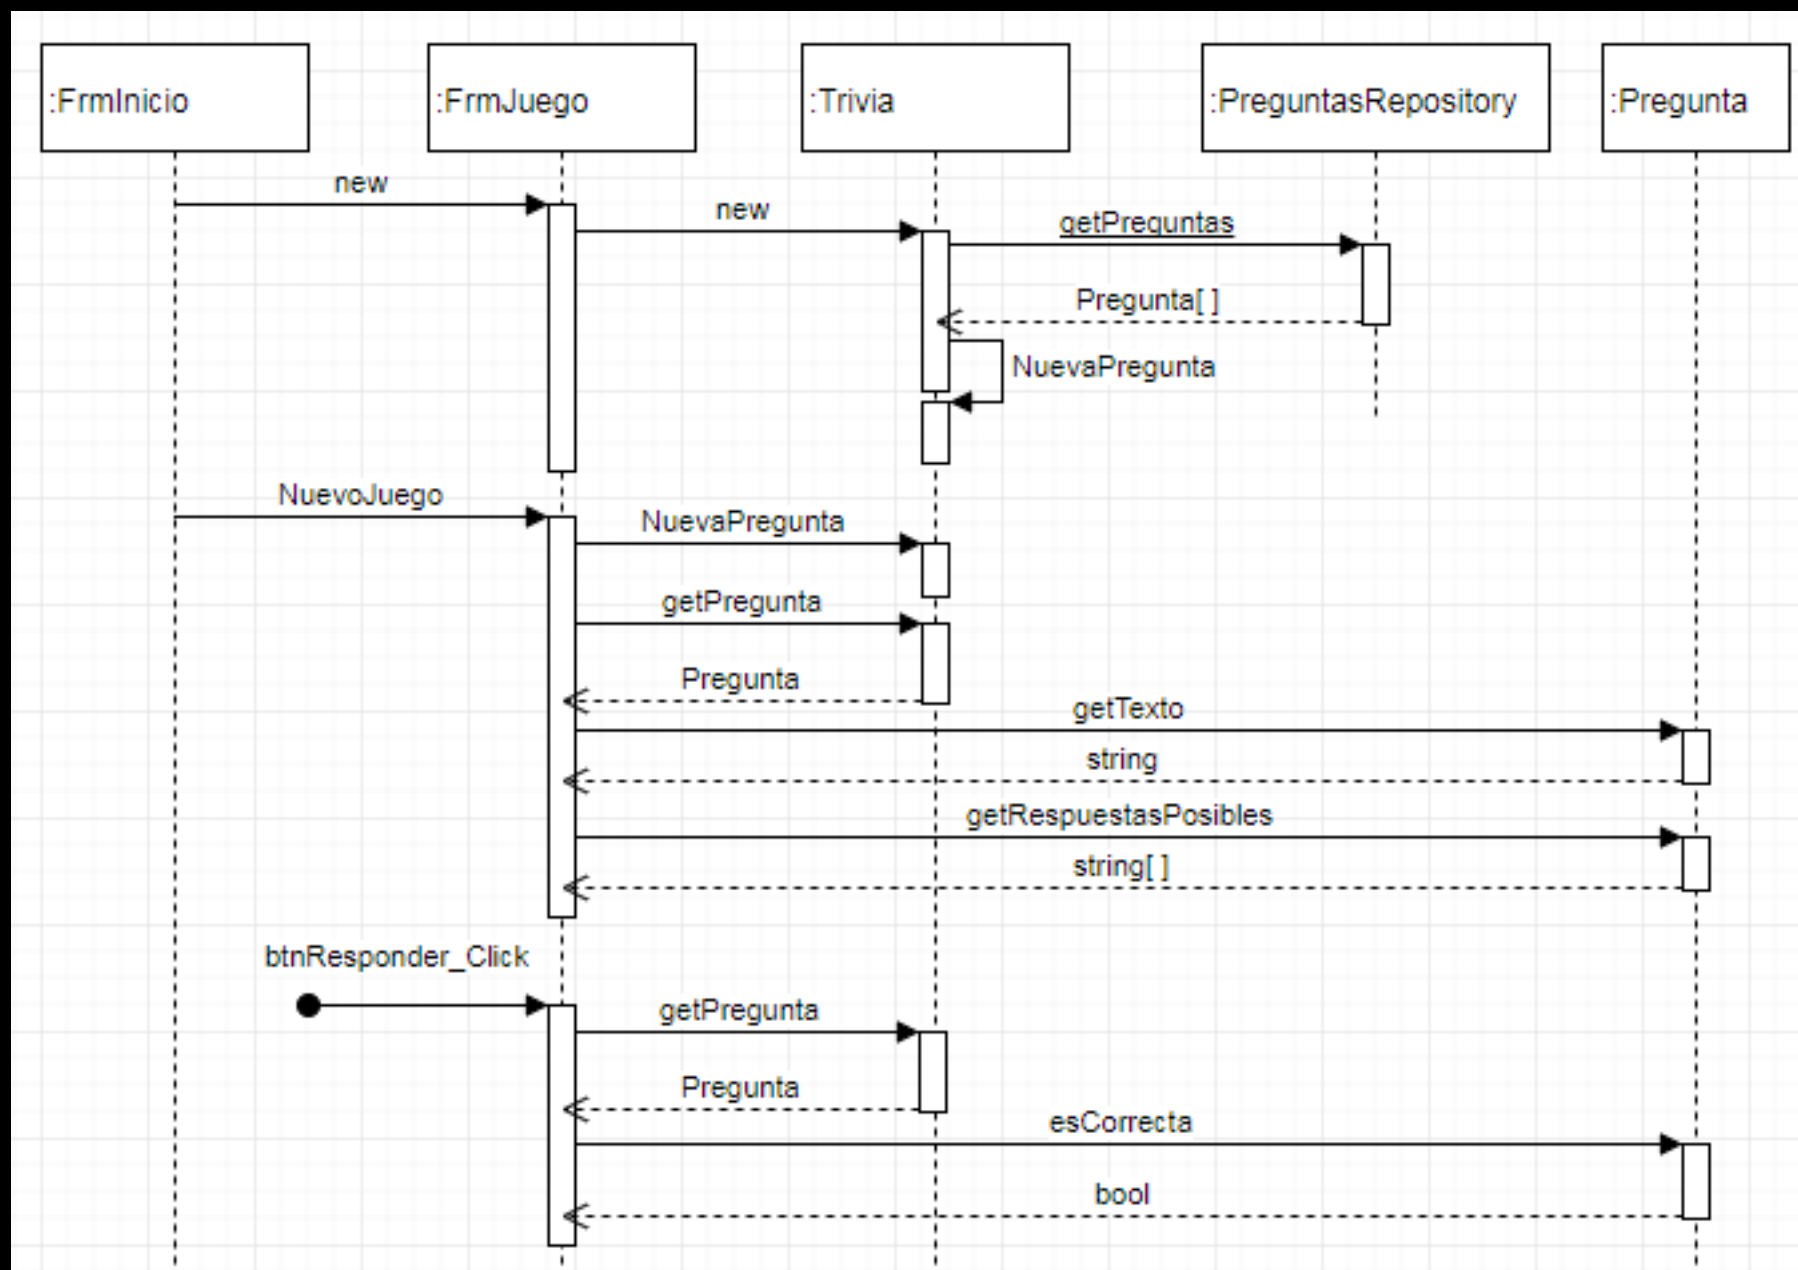 :FrmInicio
:FrmJuego
:Trivia
:PreguntasRepository
:Pregunta
new
new
getPreguntas
Pregunta[ ]
NuevaPregunta
NuevoJuego
NuevaPregunta
getPregunta
Pregunta
getTexto
string
getRespuestasPosibles
string[ ]
btnResponder_Click
getPregunta
Pregunta
esCorrecta
bool